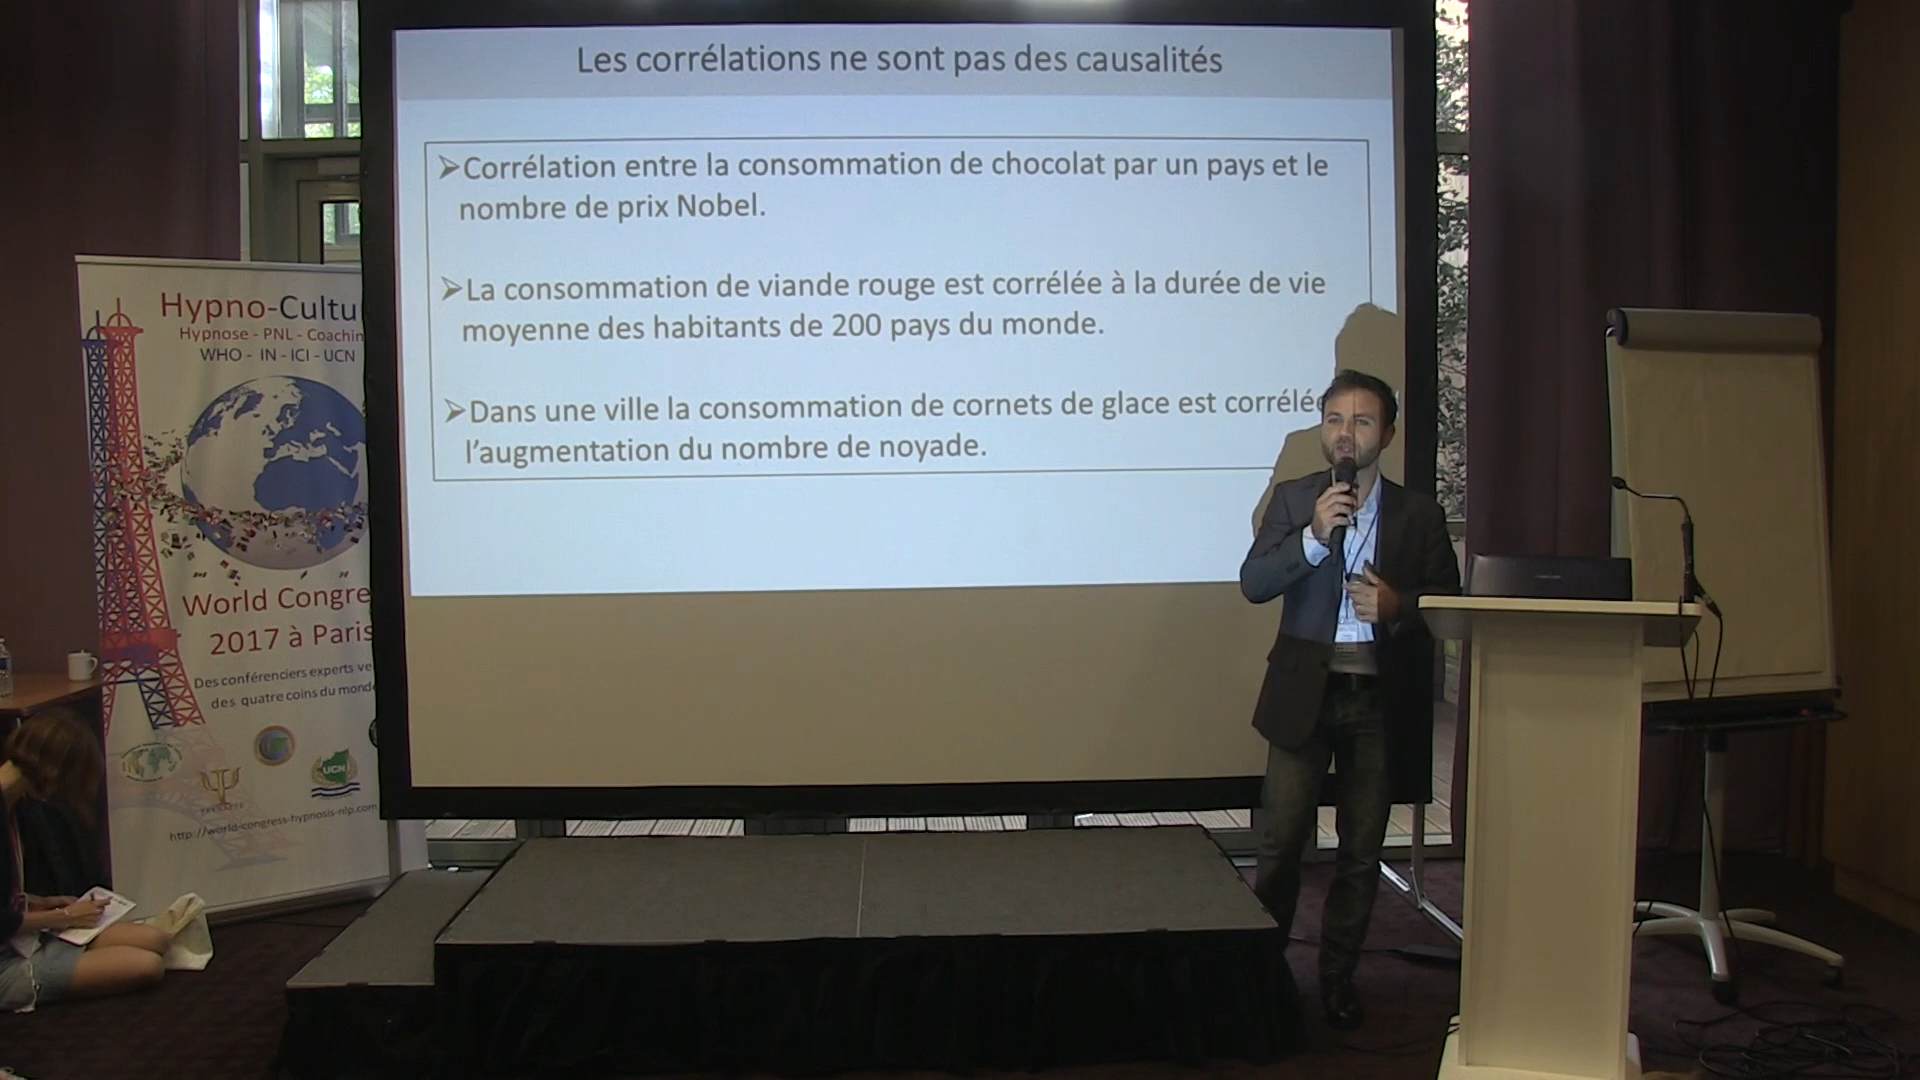 Les corrélations ne sont pas des causalités
➢Corrélation entre la consommation de chocolat par un pays et le
nombre de prix Nobel.
➢La consommation de viande rouge est corrélée à la durée de vie
moyenne des habitants de 200 pays du monde.
➢Dans une ville la consommation de cornets de glace est corrélée
l'augmentation du nombre de noyade.
Hypno-Cultu
Hypnose - PNL - Coachin
WHO - IN - ICI - UCN
World Congre
2017 à Paris
Des conférenciers experts ve
des quatre coins du monde
UCN
http://world-congress-hypnosis-nlp.com